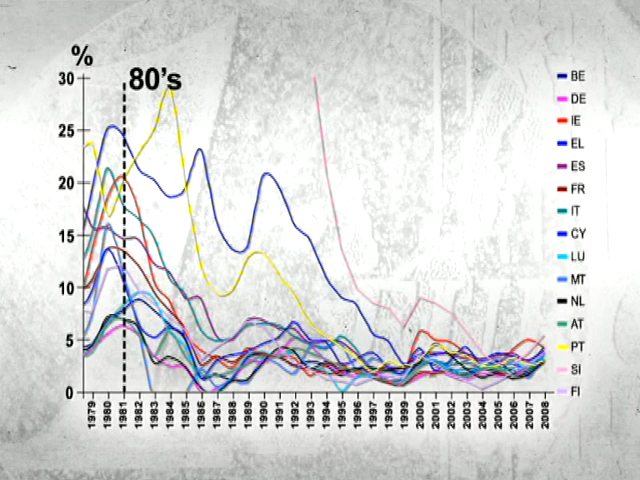 %
80's
30
25
20
15
10
5
0
1979 1980 1981 1982 1983 1984 1985 1986 1987 1988 1989 1990 1991 1992 1993 1994 1995 1996 1997 1998 1999 2000 2001 2002 2003 2004 2005 2006 2007 2008
BE
DE
IE
EL
ES
FR
IT
CY
LU
MT
NL
AT
PT
SI
FI